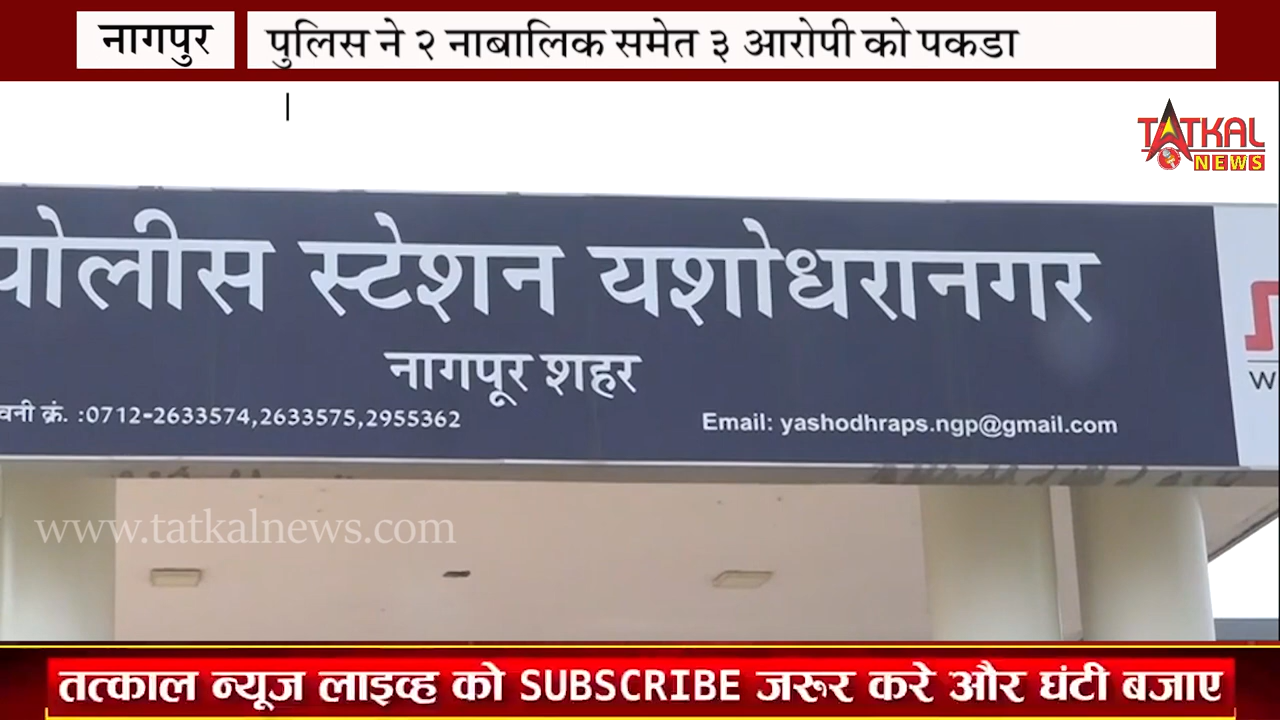 नागपुर
पुलिस ने २ नाबालिक समेत ३ आरोपी को पकडा
TATKAL
NEWS
पोलीस स्टेशन यशोधरानगर
नागपूर शहर
:0712-2633574,2633575,2955362
Email: yashodhraps.ngp@gmail.com
www.tatkalnews.com
तत्काल न्यूज लाइव्ह को SUBSCRIBE जरूर करे और घंटी बजाए